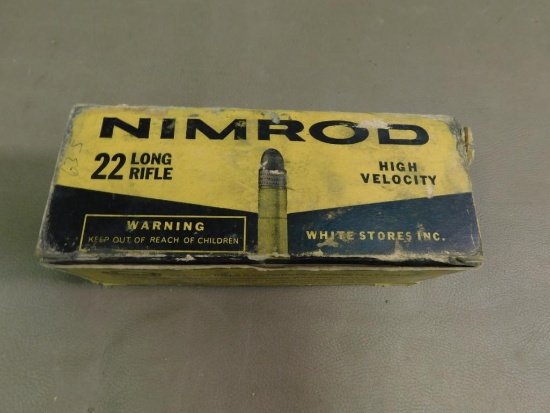 NIMROD
22 LONG RIFLE
HIGH VELOCITY
WARNING
KEEP OUT OF REACH OF CHILDREN
WHITE STORES INC.